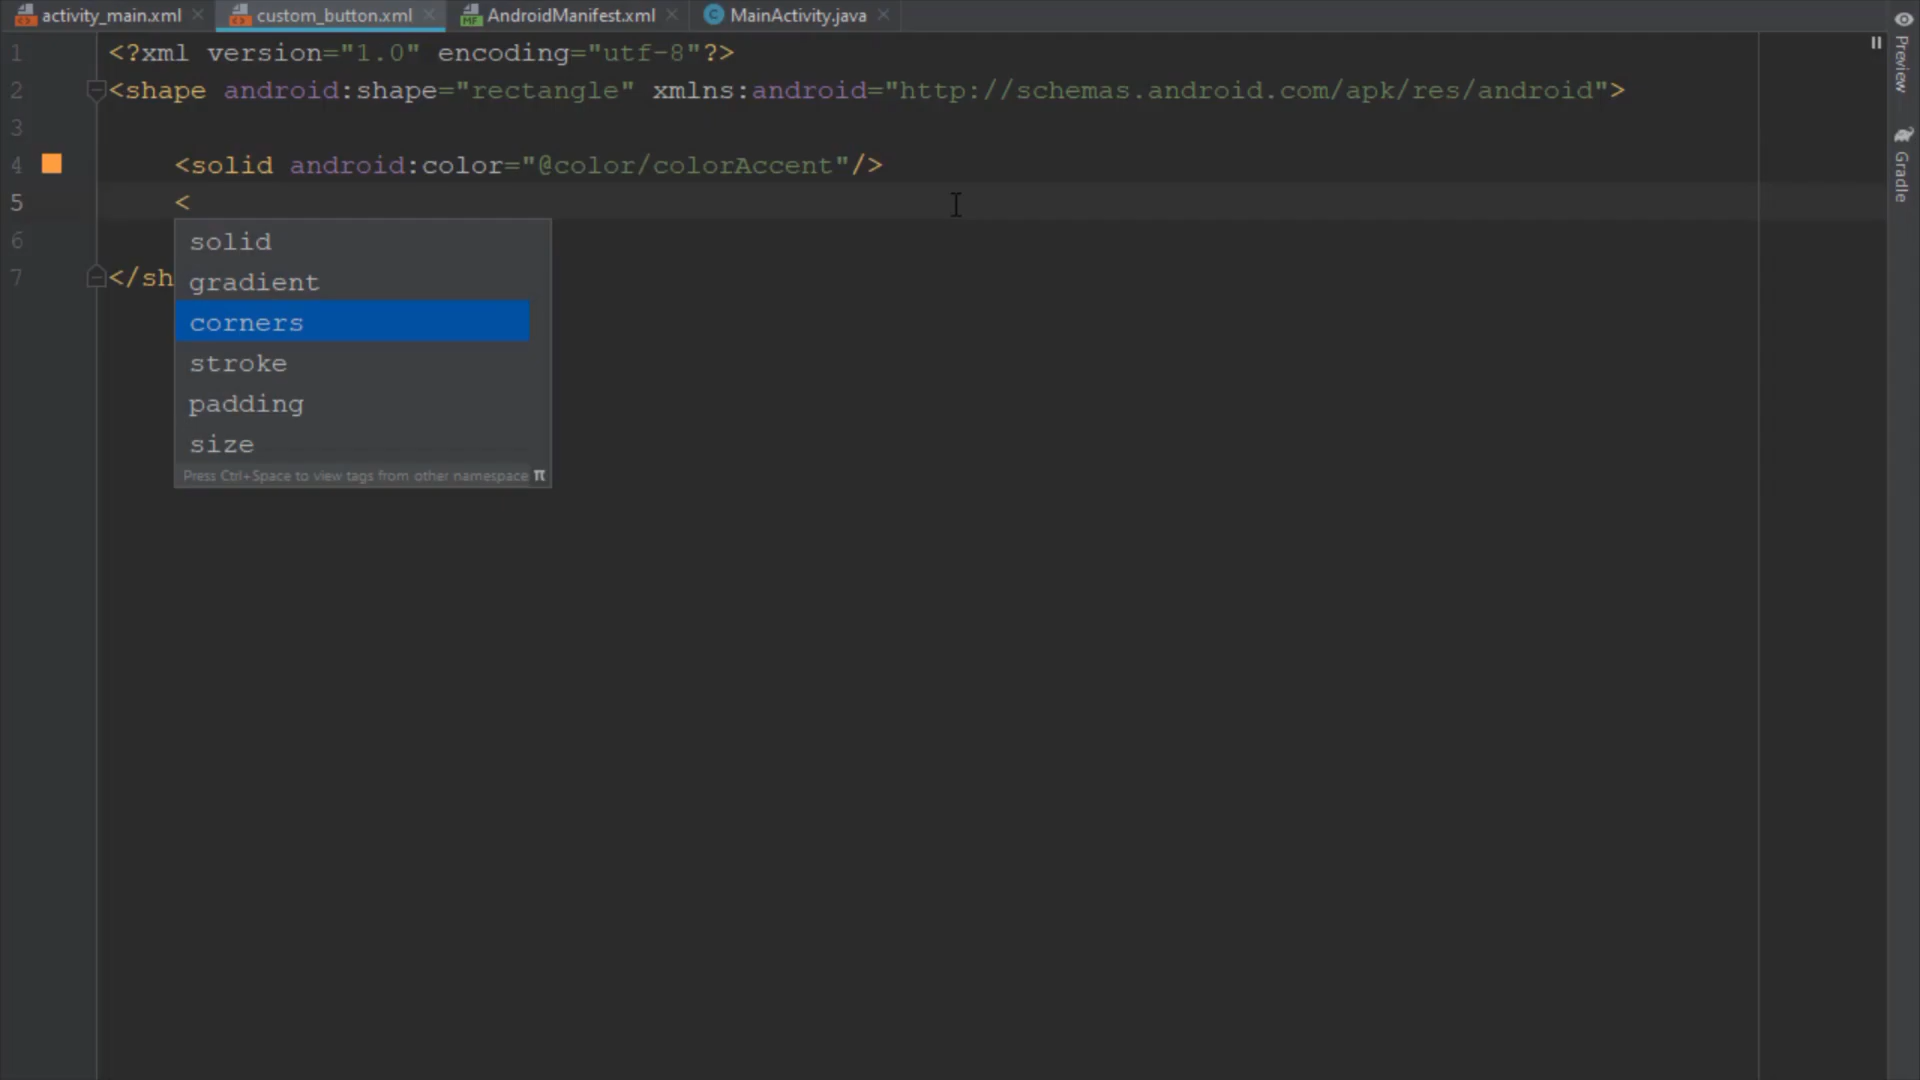 activity_main.xml custom_button.xml AndroidManifest.xml MainActivity.java
1 <?xml version="1.0" encoding="utf-8"?>
2 <shape android:shape="rectangle" xmlns:android="http://schemas.android.com/apk/res/android">
3
4 <solid android:color="@color/colorAccent"/>
5 <
6
7 </sh
solid
gradient
corners
stroke
padding
size
Press Ctrl+Space to view tags from other namespace π
Preview
Gradle